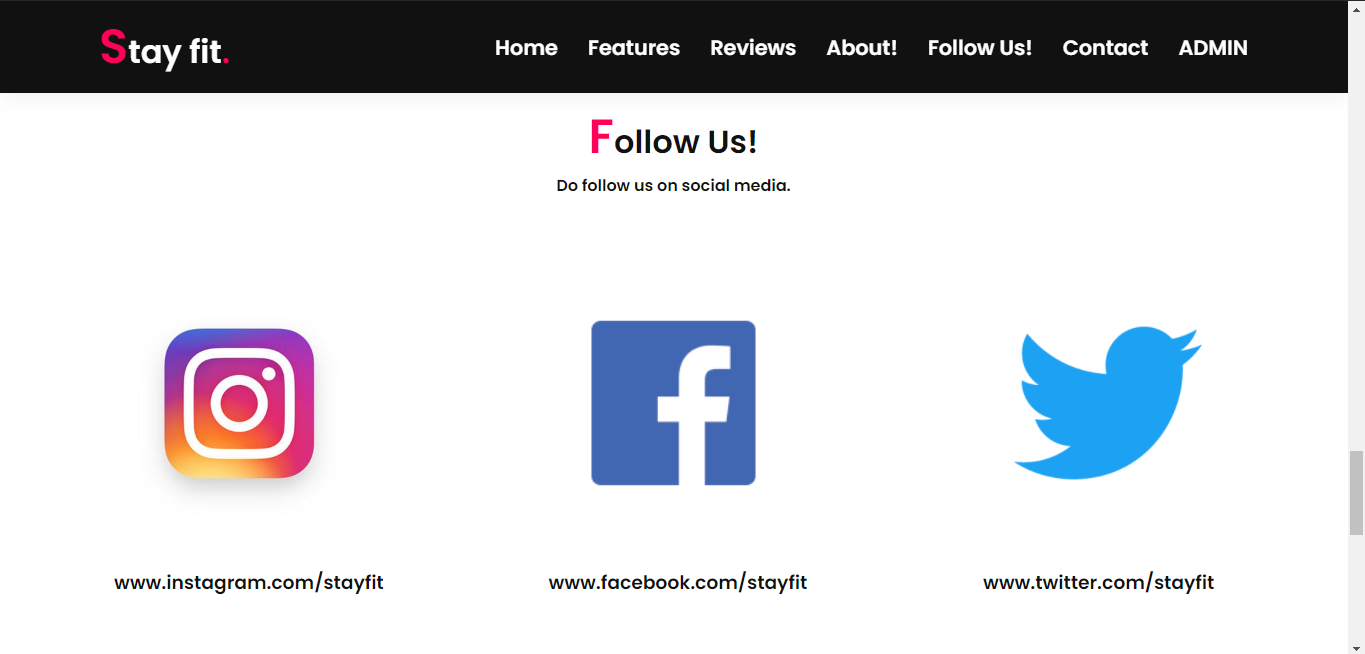 Stay fit.
Home Features Reviews About! Follow Us! Contact ADMIN
Follow Us!
Do follow us on social media.
www.instagram.com/stayfit www.facebook.com/stayfit www.twitter.com/stayfit